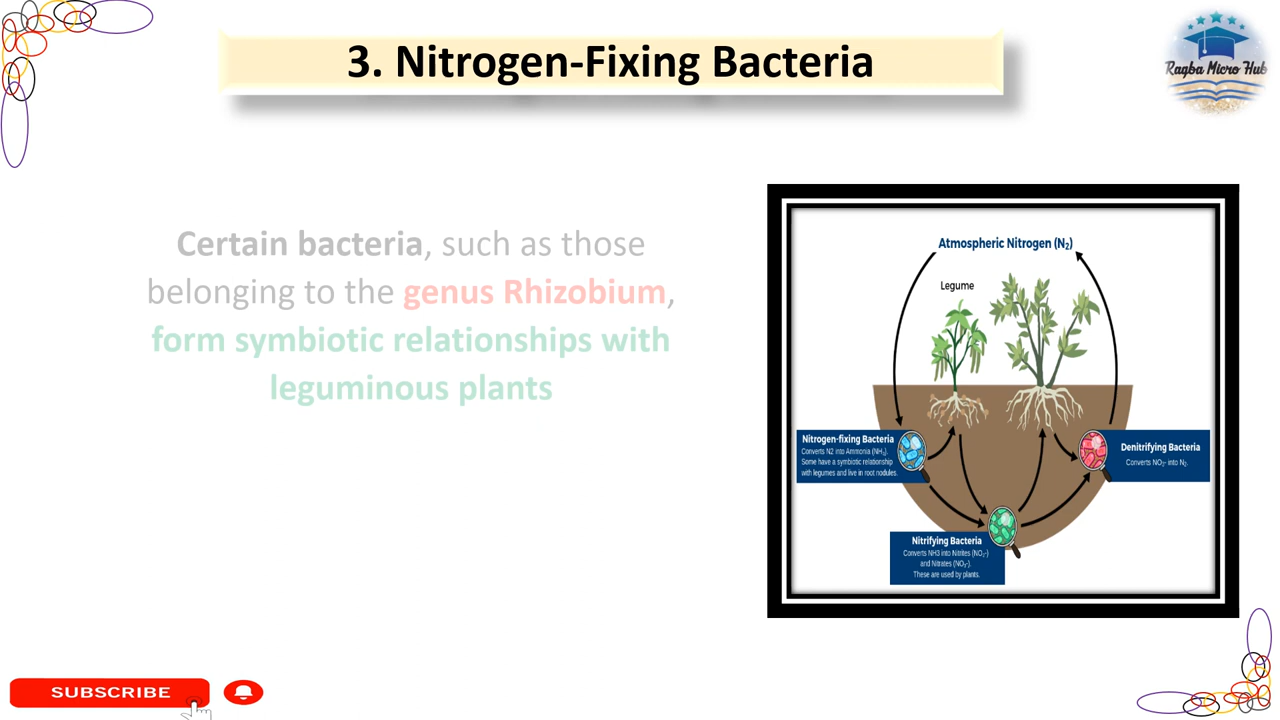 3. Nitrogen-Fixing Bacteria
Ragba Micro Hub
Certain bacteria, such as those
belonging to the genus Rhizobium,
form symbiotic relationships with
leguminous plants
Atmospheric Nitrogen (N₂)
Legume
Nitrogen-fixing Bacteria
Converts N2 into Ammonia (NH₃).
Some have a symbiotic relationship
with legumes and live in root nodules.
Denitrifying Bacteria
Converts NO₃⁻ into N₂.
Nitrifying Bacteria
Converts NH3 into Nitrites (NO₂⁻)
and Nitrates (NO₃⁻).
These are used by plants.
SUBSCRIBE